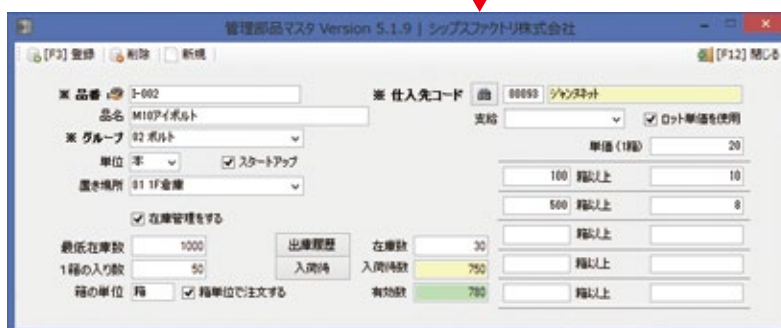 管理部品マスタ Version 5.1.9 | シップスファクトリ株式会社
[F3] 登録 削除 新規 [F12] 閉じる
※ 品番 I-002 ※ 仕入先コード 00093 ジャンスネット
品名 M10アイボルト 支給 ロット単価を使用
※ グループ 02 ボルト 単価(1箱) 20
単位 本 スタートアップ
置き場所 01 1F倉庫 100 箱以上 10
在庫管理をする 500 箱以上 8
箱以上
最低在庫数 1000 出庫履歴 在庫数 30
1箱の入り数 50 入荷待 入荷待数 750 箱以上
箱の単位 箱 箱単位で注文する 有効数 780 箱以上